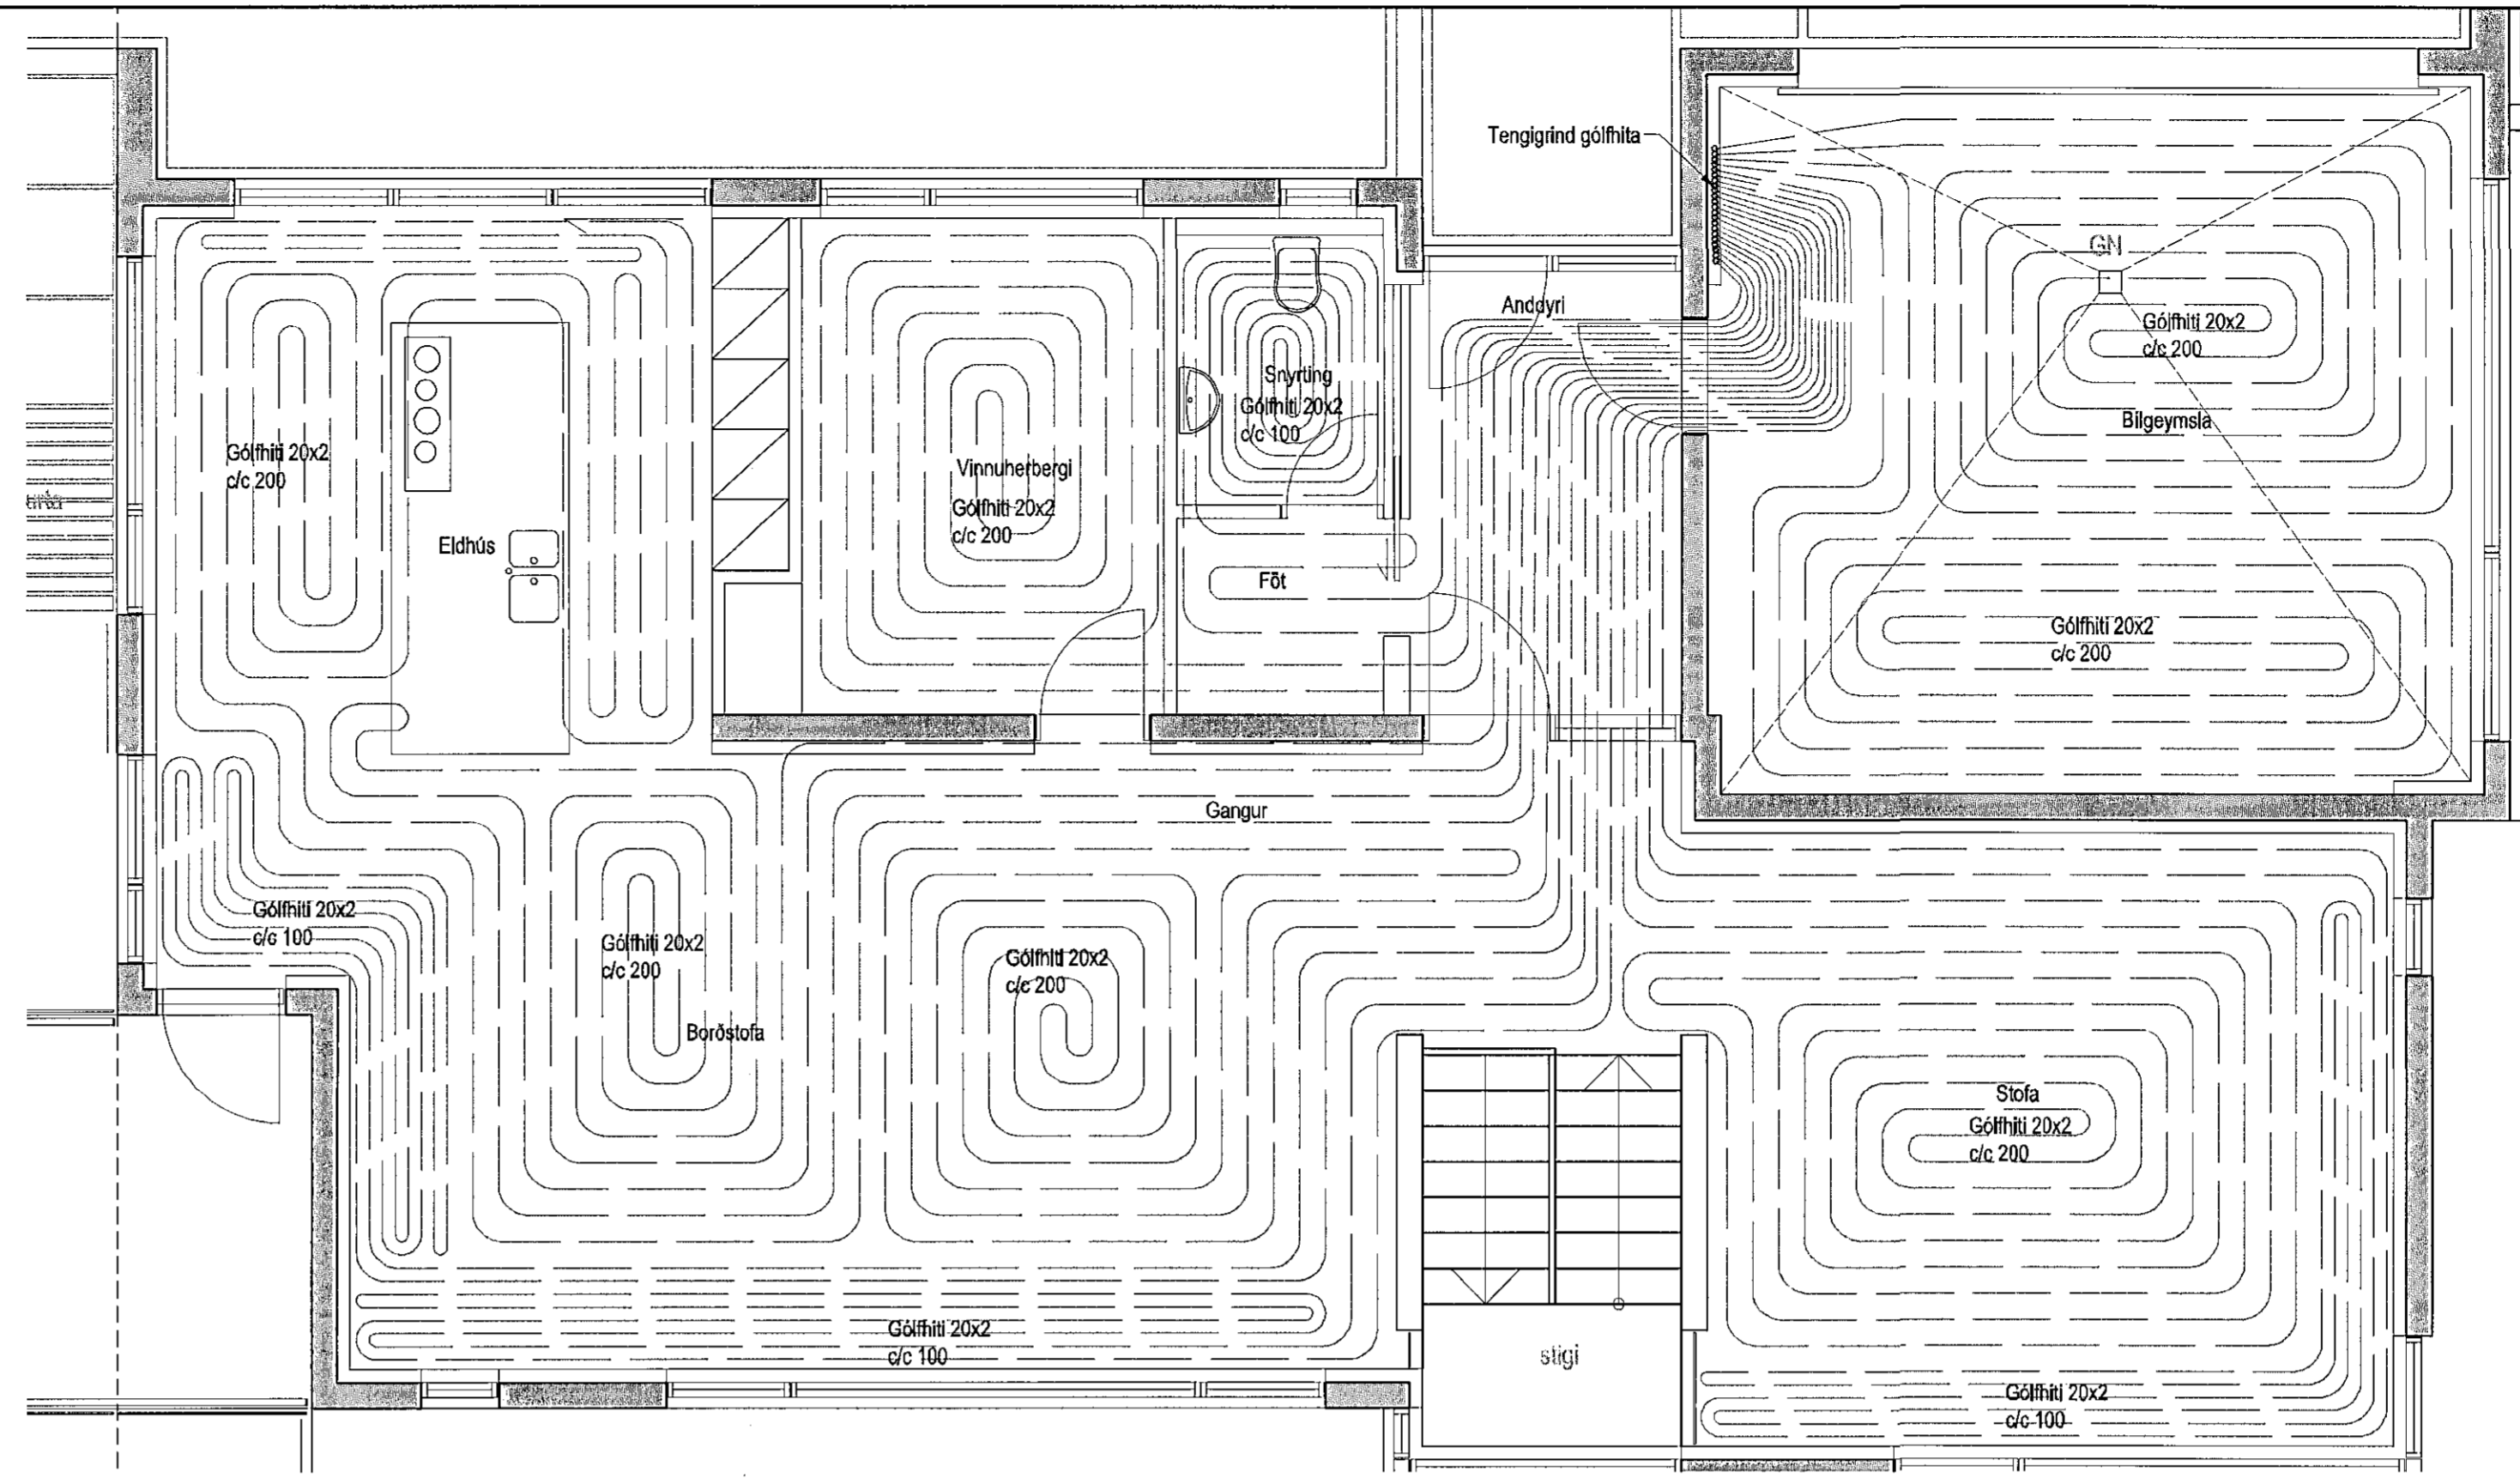 Tengigrind gólfhita
GN
Gólfhiti 20x2
c/c 200
Bílgeymsla
Anddyri
Snyrting
Gólfhiti 20x2
c/c 100
Gólfhiti 20x2
c/c 200
Eldhús
Vinnuherbergi
Gólfhiti 20x2
c/c 200
Föt
Gólfhiti 20x2
c/c 200
Gangur
Gólfhiti 20x2
c/c 100
Gólfhiti 20x2
c/c 200
Borðstofa
Gólfhiti 20x2
c/c 200
Stofa
Gólfhiti 20x2
c/c 200
Gólfhiti 20x2
c/c 100
stigi
Gólfhiti 20x2
c/c 100